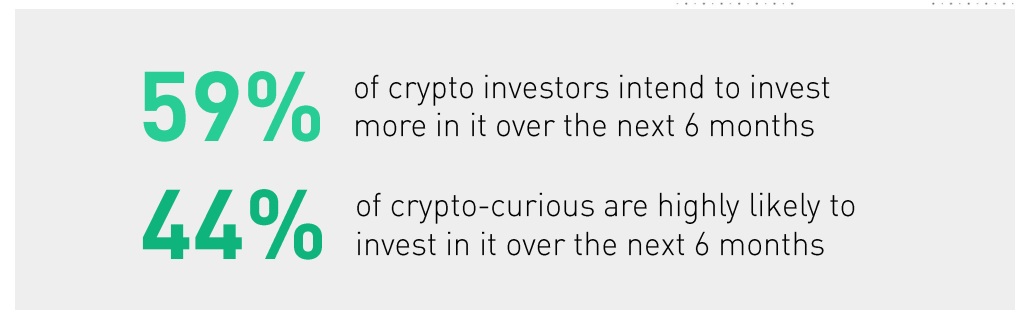 59%
of crypto investors intend to invest
more in it over the next 6 months
44%
of crypto-curious are highly likely to
invest in it over the next 6 months